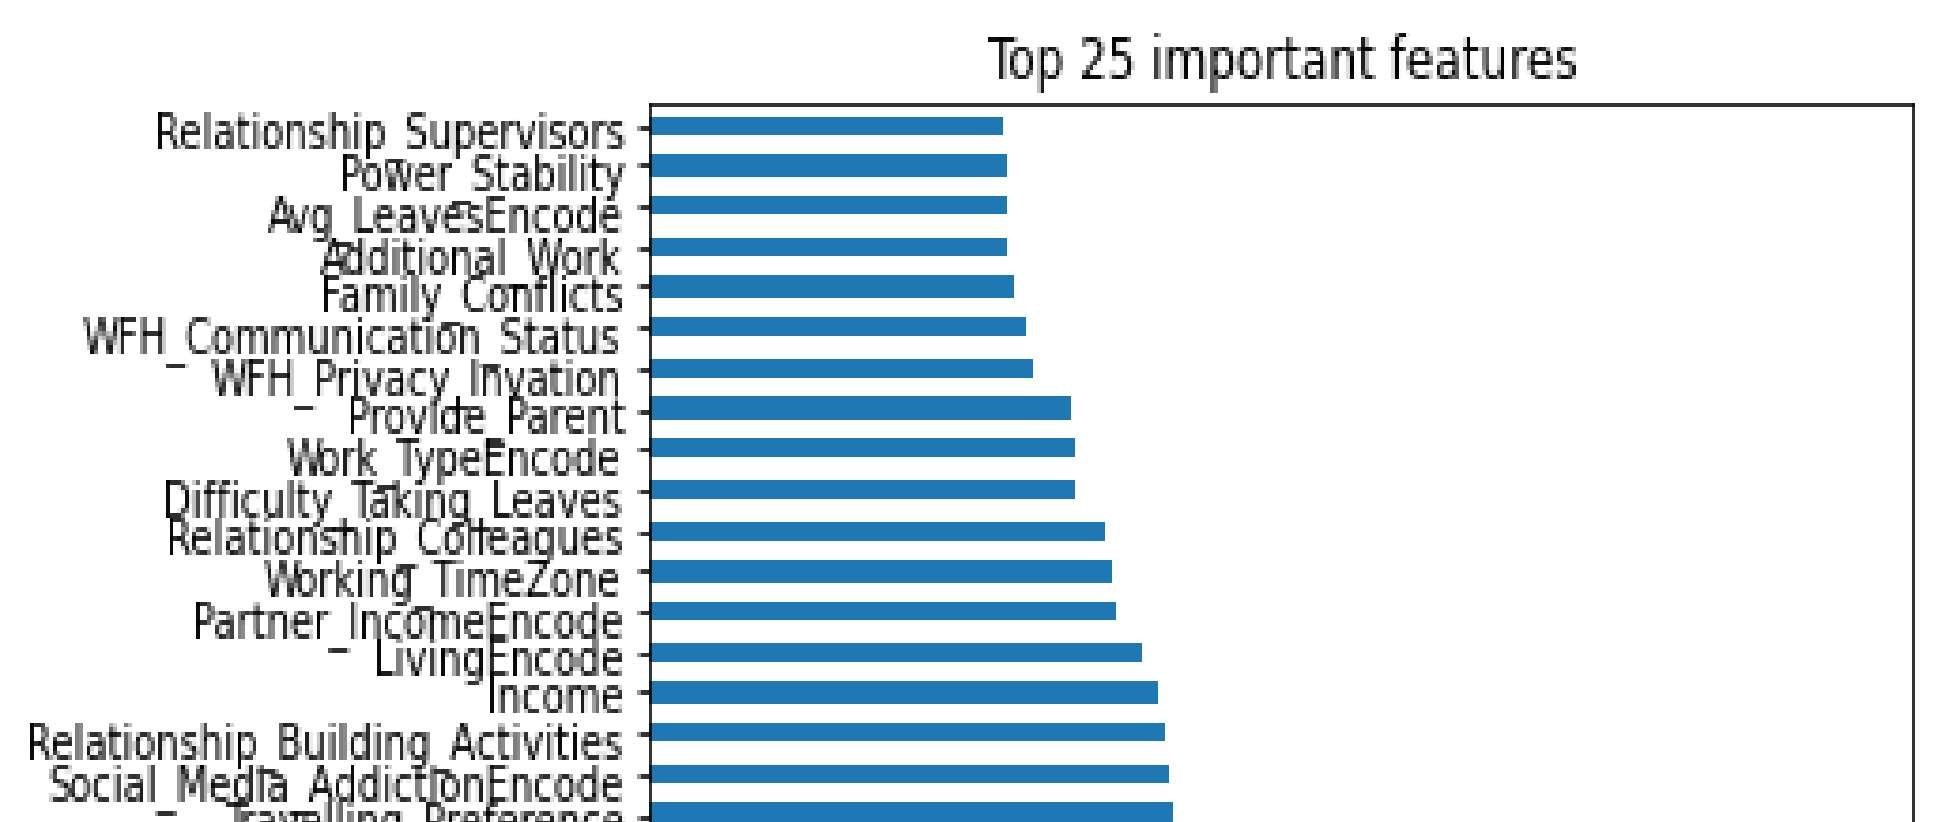 Top 25 important features
Relationship_Supervisors
Power_Stability
Avg_LeavesEncode
Additional_Work
Family_Conflicts
WFH_Communication_Status
WFH_Privacy_Invation
Provide_Parent
Work_TypeEncode
Difficulty_Taking_Leaves
Relationship_Colleagues
Working_TimeZone
Partner_IncomeEncode
LivingEncode
Income
Relationship_Building_Activities
Social_Media_AddictionEncode
Travelling_Preference